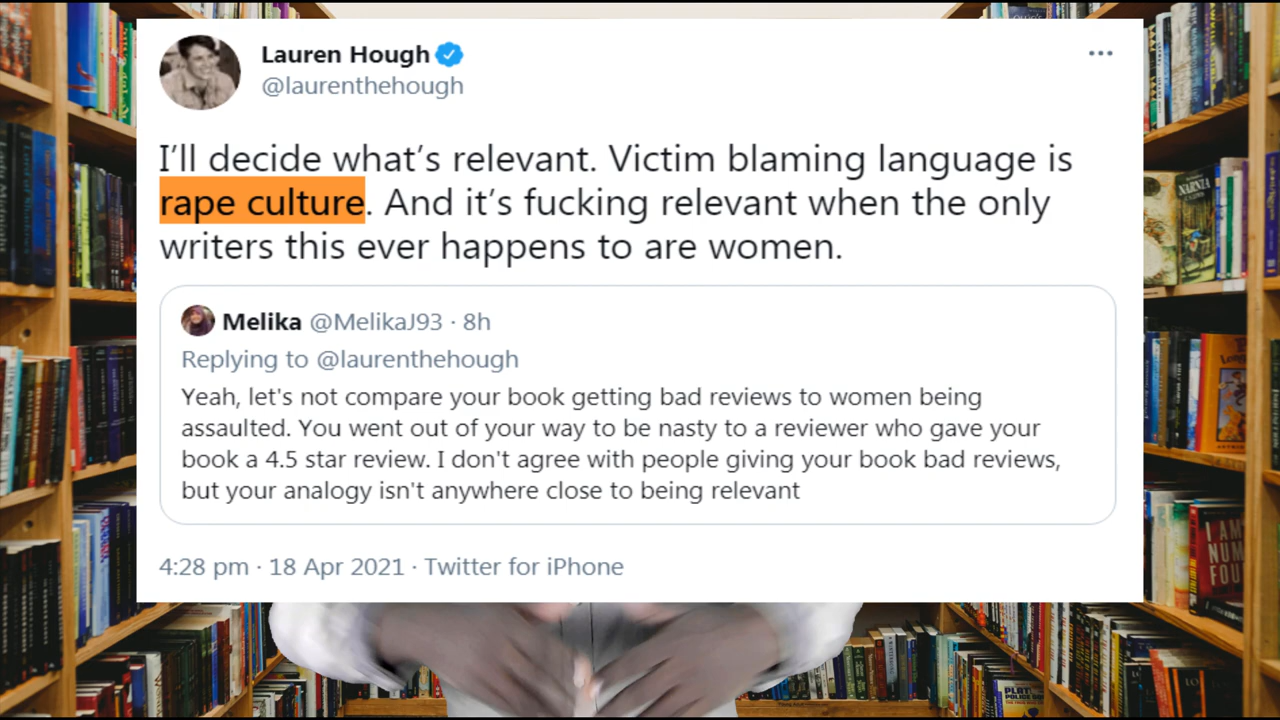 Lauren Hough
@laurenthehough
I'll decide what's relevant. Victim blaming language is
rape culture. And it's fucking relevant when the only
writers this ever happens to are women.
Melika @MelikaJ93 · 8h
Replying to @laurenthehough
Yeah, let's not compare your book getting bad reviews to women being
assaulted. You went out of your way to be nasty to a reviewer who gave your
book a 4.5 star review. I don't agree with people giving your book bad reviews,
but your analogy isn't anywhere close to being relevant
4:28 pm · 18 Apr 2021 · Twitter for iPhone
NARNIA
I AM
NUM
FOU